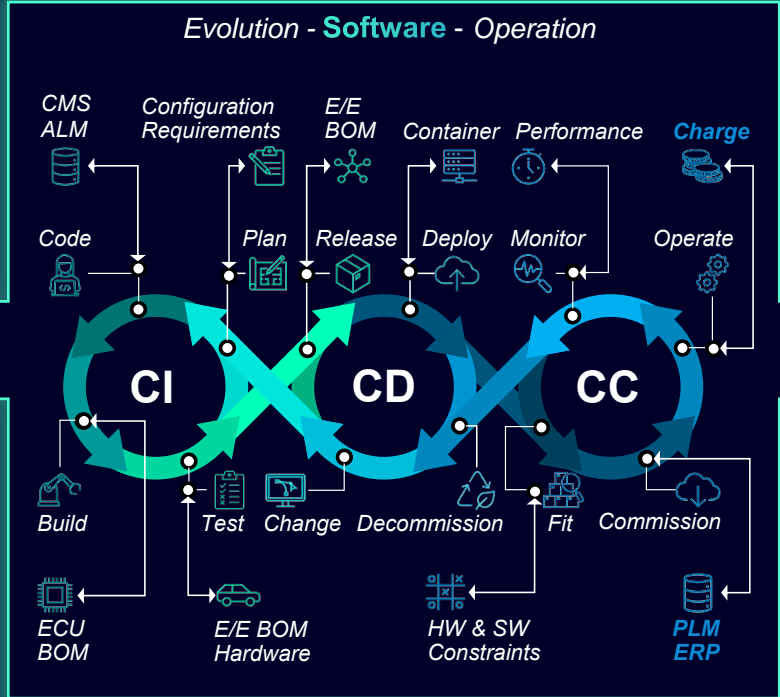 Evolution - Software - Operation
CMS
ALM
Configuration
Requirements
E/E
BOM
Container
Performance
Charge
Code
Plan
Release
Deploy
Monitor
Operate
CI
CD
CC
Build
Test
Change
Decommission
Fit
Commission
ECU
BOM
E/E BOM
Hardware
HW & SW
Constraints
PLM
ERP